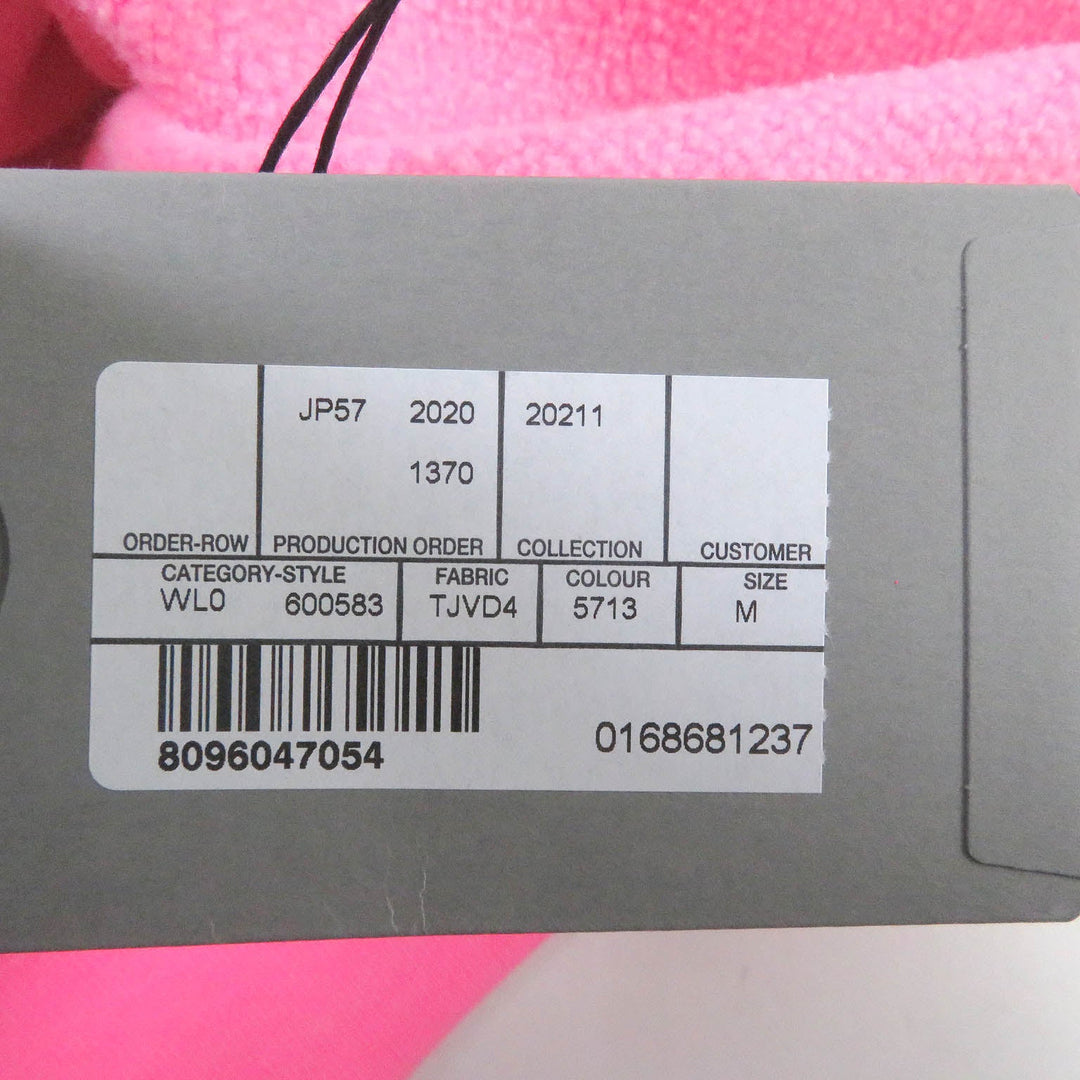 JP57 2020 20211
1370
ORDER-ROW PRODUCTION ORDER COLLECTION CUSTOMER
CATEGORY-STYLE FABRIC COLOUR SIZE
WL0 600583 TJVD4 5713 M
8096047054 0168681237